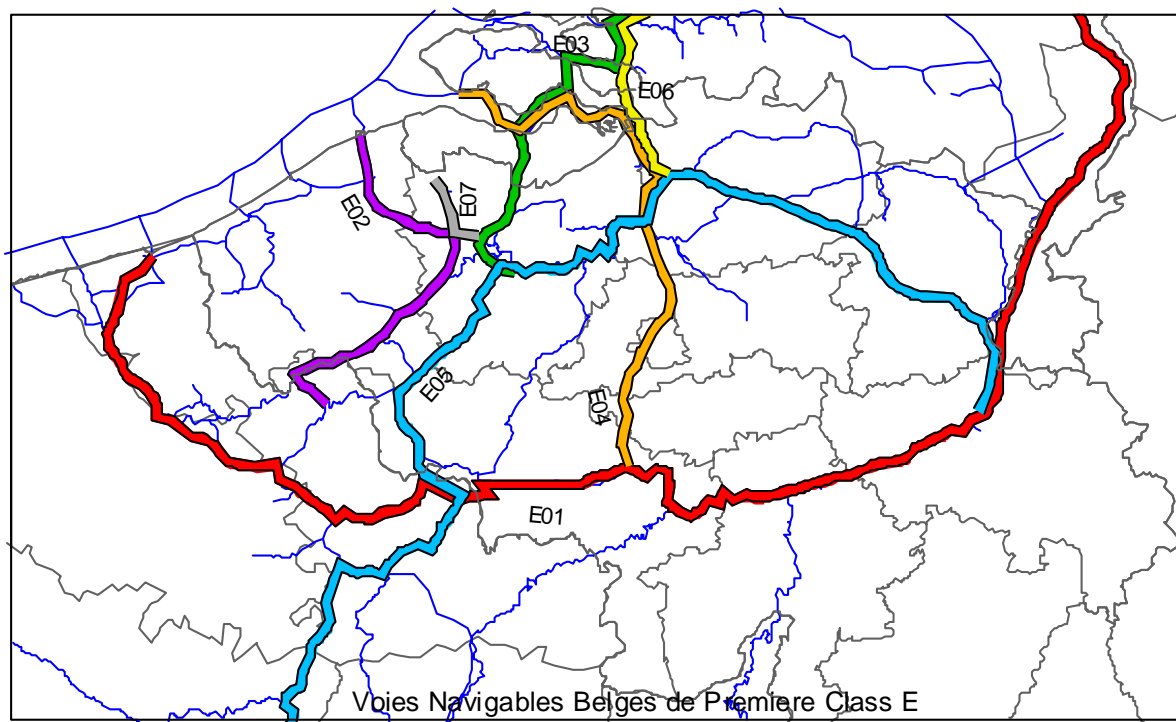 E03
E06
E07
E02
E05
E04
E01
Voies Navigables Belges de Premiere Class E